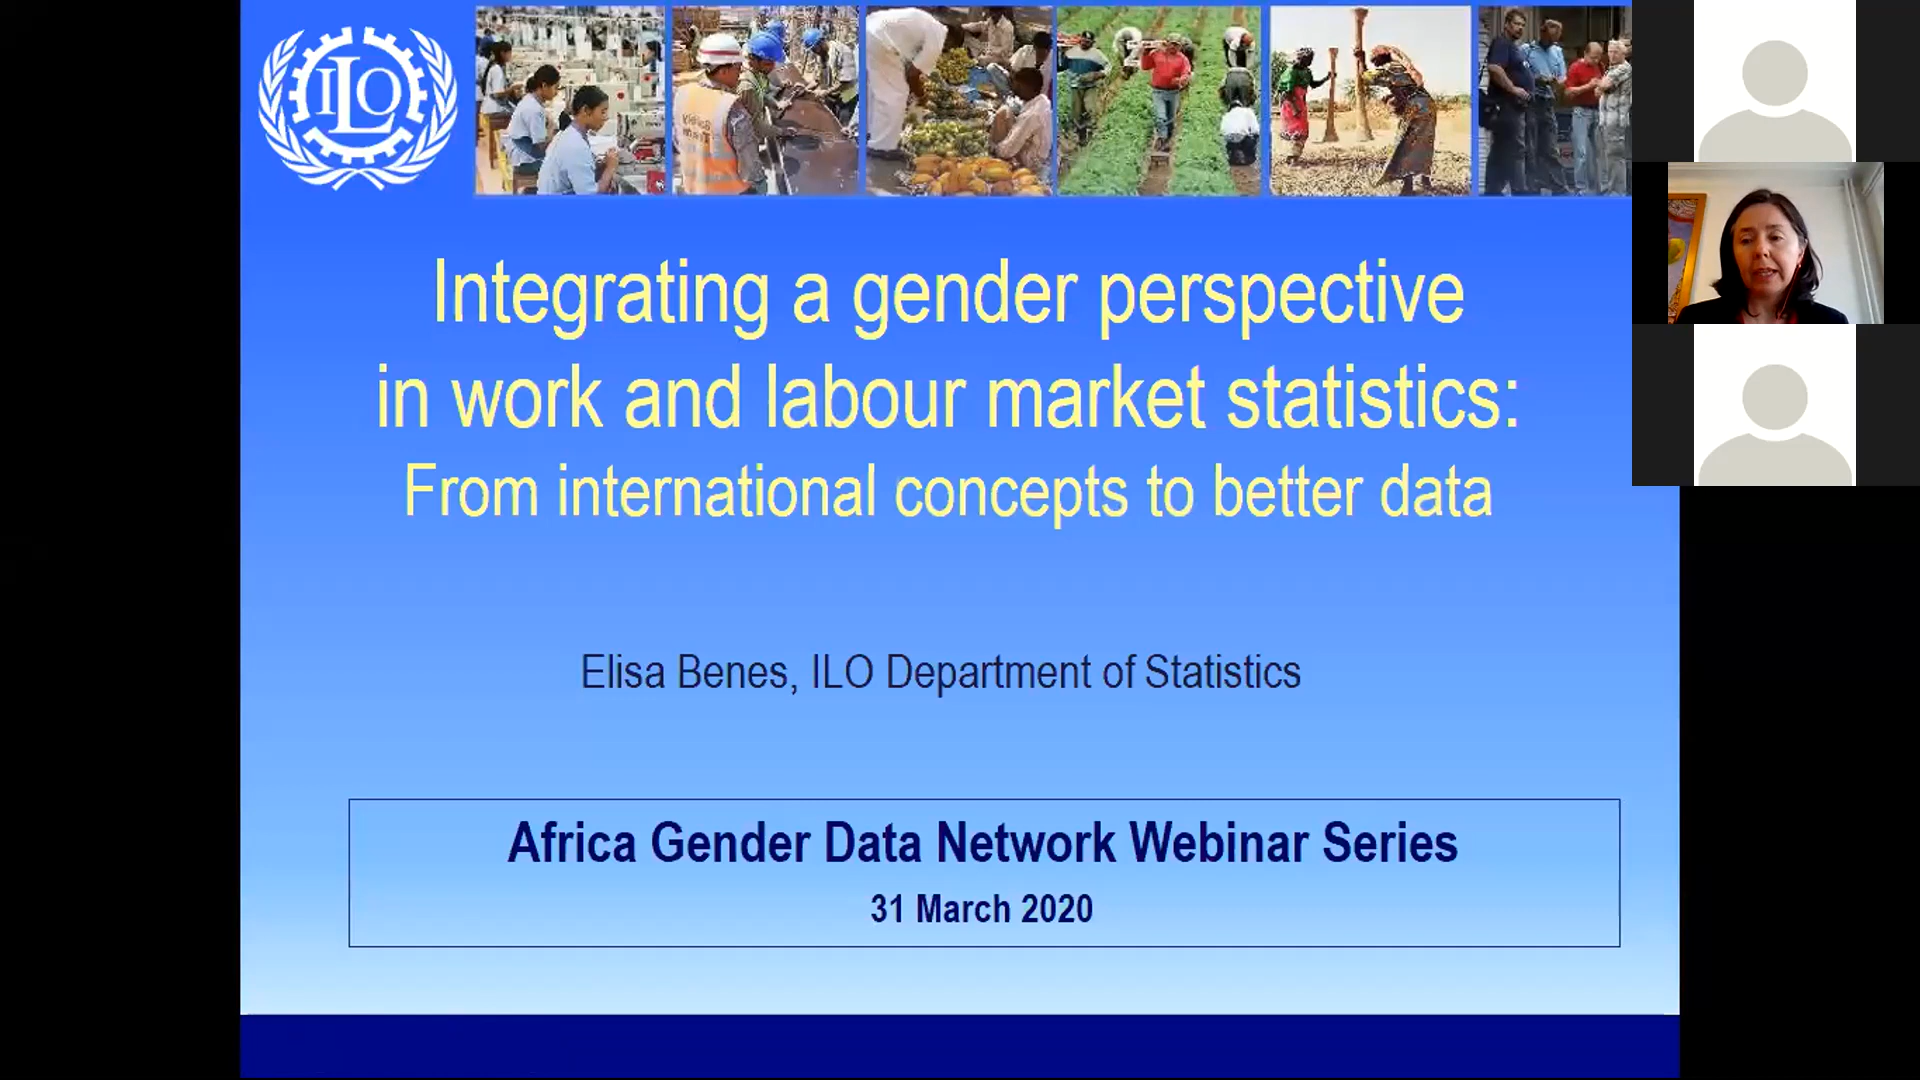 ILO
Integrating a gender perspective
in work and labour market statistics:
From international concepts to better data
Elisa Benes, ILO Department of Statistics
Africa Gender Data Network Webinar Series
31 March 2020